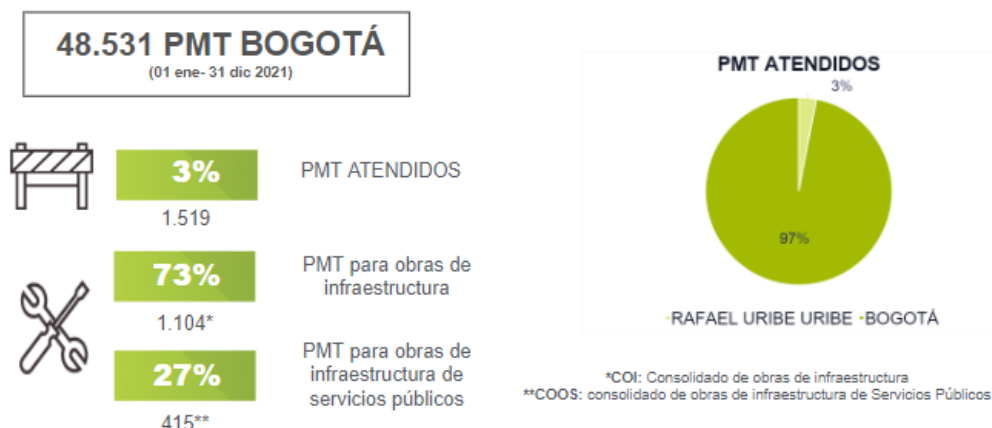 48.531 PMT BOGOTÁ
(01 ene- 31 dic 2021)
3%
PMT ATENDIDOS
1.519
73%
PMT para obras de
infraestructura
1.104*
27%
PMT para obras de
infraestructura de
servicios públicos
415**
PMT ATENDIDOS
3%
97%
RAFAEL URIBE URIBE
BOGOTÁ
*COI: Consolidado de obras de infraestructura
**COOS: consolidado de obras de infraestructura de Servicios Públicos